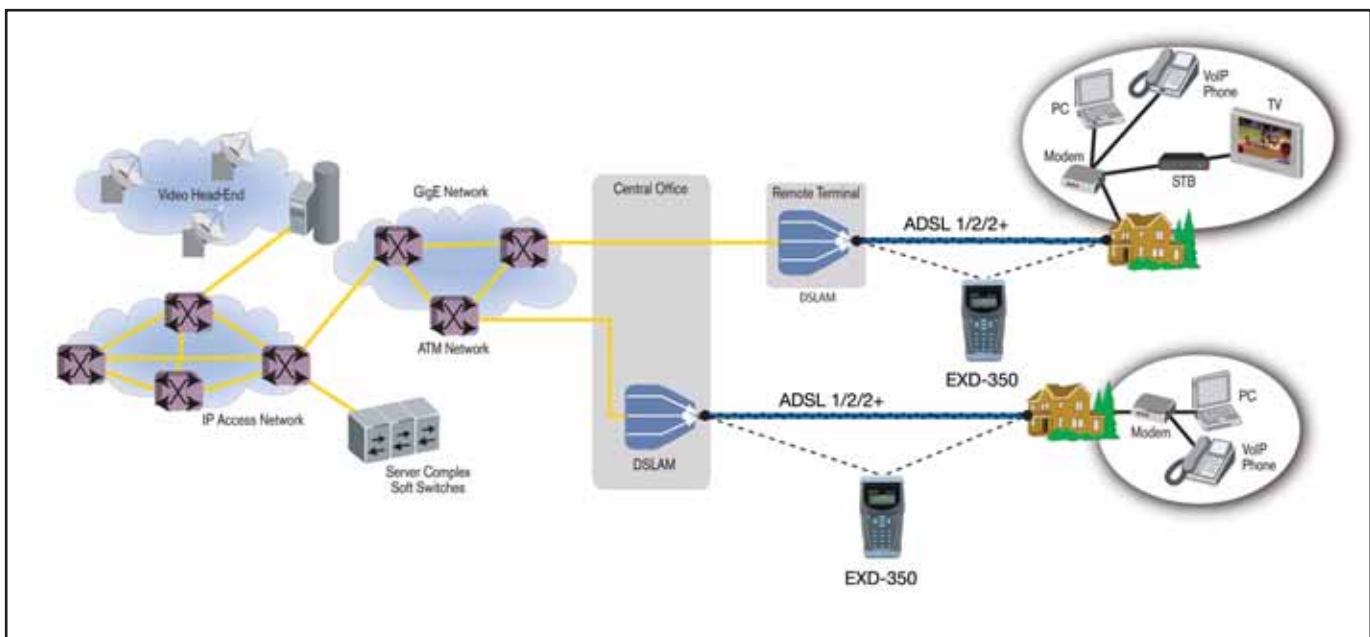 Video Head-End
GigE Network
ATM Network
IP Access Network
Server Complex
Soft Switches
Central Office
DSLAM
Remote Terminal
DSLAM
ADSL 1/2/2+
EXD-350
PC
VoIP
Phone
TV
Modem
STB
ADSL 1/2/2+
EXD-350
Modem
PC
VoIP
Phone